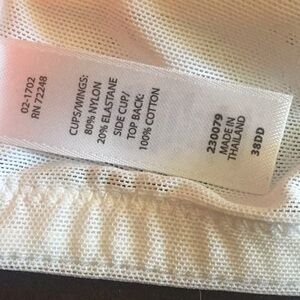 02-1702
RN 72248
CUPS/WINGS:
80% NYLON
20% ELASTANE
SIDE CUP/
TOP BACK:
100% COTTON
230079
MADE IN
THAILAND
38DD